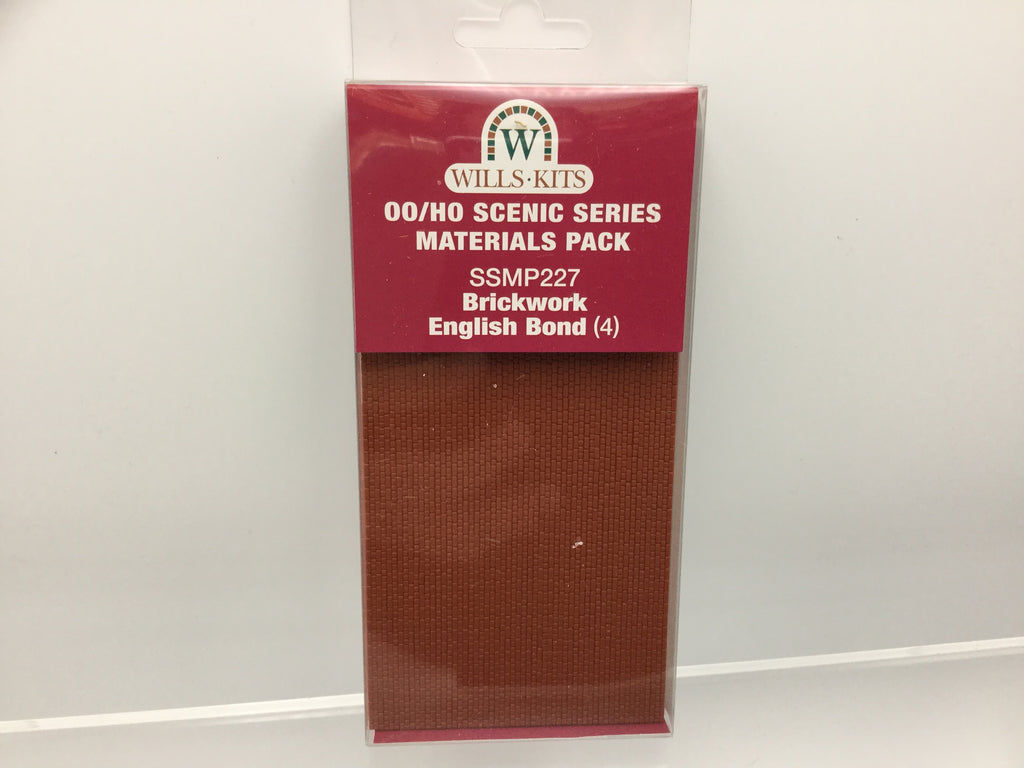 W
WILLS·KITS
OO/HO SCENIC SERIES
MATERIALS PACK
SSMP227
Brickwork
English Bond (4)